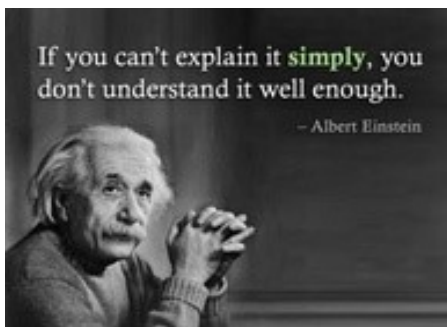 If you can't explain it simply, you
don't understand it well enough.
– Albert Einstein